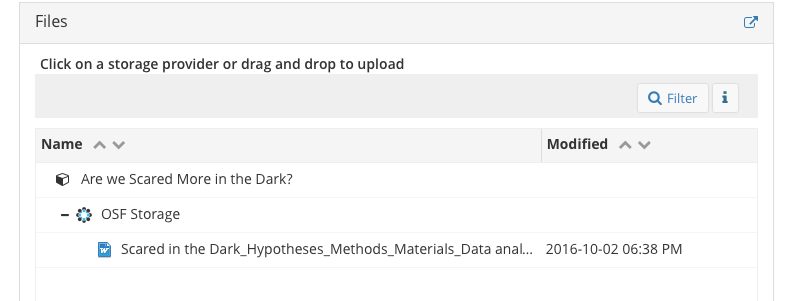 Files
Click on a storage provider or drag and drop to upload
Filter i
Name Modified
Are we Scared More in the Dark?
OSF Storage
Scared in the Dark_Hypotheses_Methods_Materials_Data anal... 2016-10-02 06:38 PM